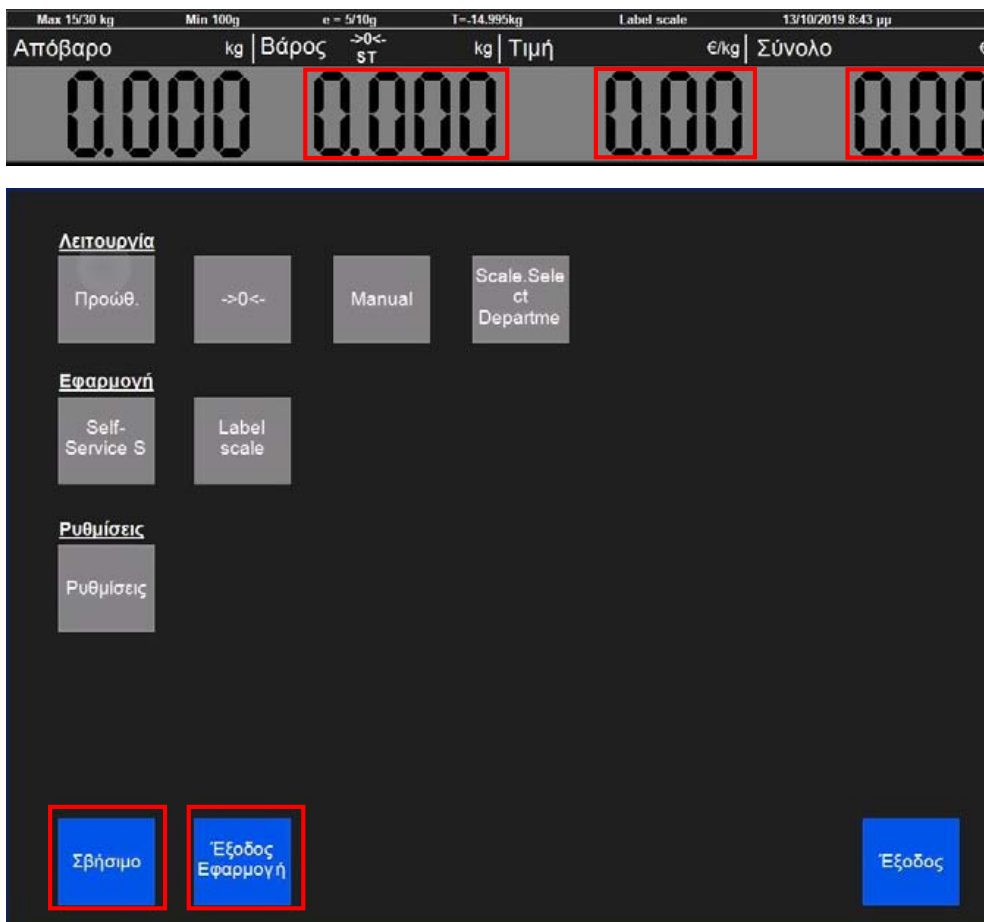 Max 15/30 kg Min 100g e = 5/10g T=-14.995kg Label scale 13/10/2019 8:43 μμ
Απόβαρο kg Βάρος ->0<- ST kg Τιμή €/kg Σύνολο €
0.000 0.000 0.00 0.00
Λειτουργία
Προώθ. ->0<- Manual Scale.Sele
ct
Departme
Εφαρμογή
Self- Label
Service S scale
Ρυθμίσεις
Ρυθμίσεις
Σβήσιμο Έξοδος Έξοδος
Εφαρμογή